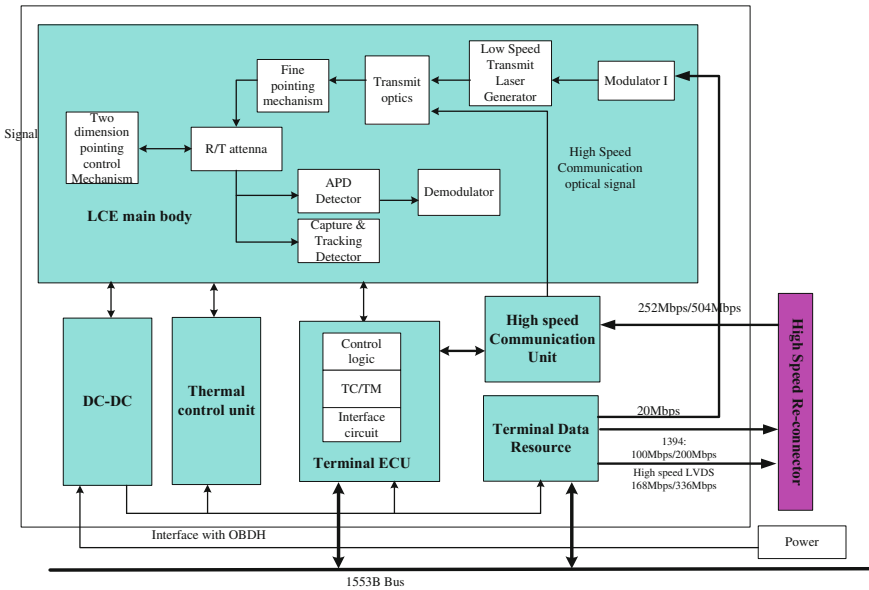 Signal
Two
dimension
pointing
control
Mechanism
Fine
pointing
mechanism
Transmit
optics
Low Speed
Transmit
Laser
Generator
Modulator I
R/T attenna
APD
Detector
Demodulator
Capture &
Tracking
Detector
High Speed
Communication
optical signal
LCE main body
DC-DC
Thermal
control unit
Control
logic
TC/TM
Interface
circuit
Terminal ECU
High speed
Communication
Unit
Terminal Data
Resource
252Mbps/504Mbps
20Mbps
1394:
100Mbps/200Mbps
High speed LVDS
168Mbps/336Mbps
High Speed Re-connector
Interface with OBDH
Power
1553B Bus